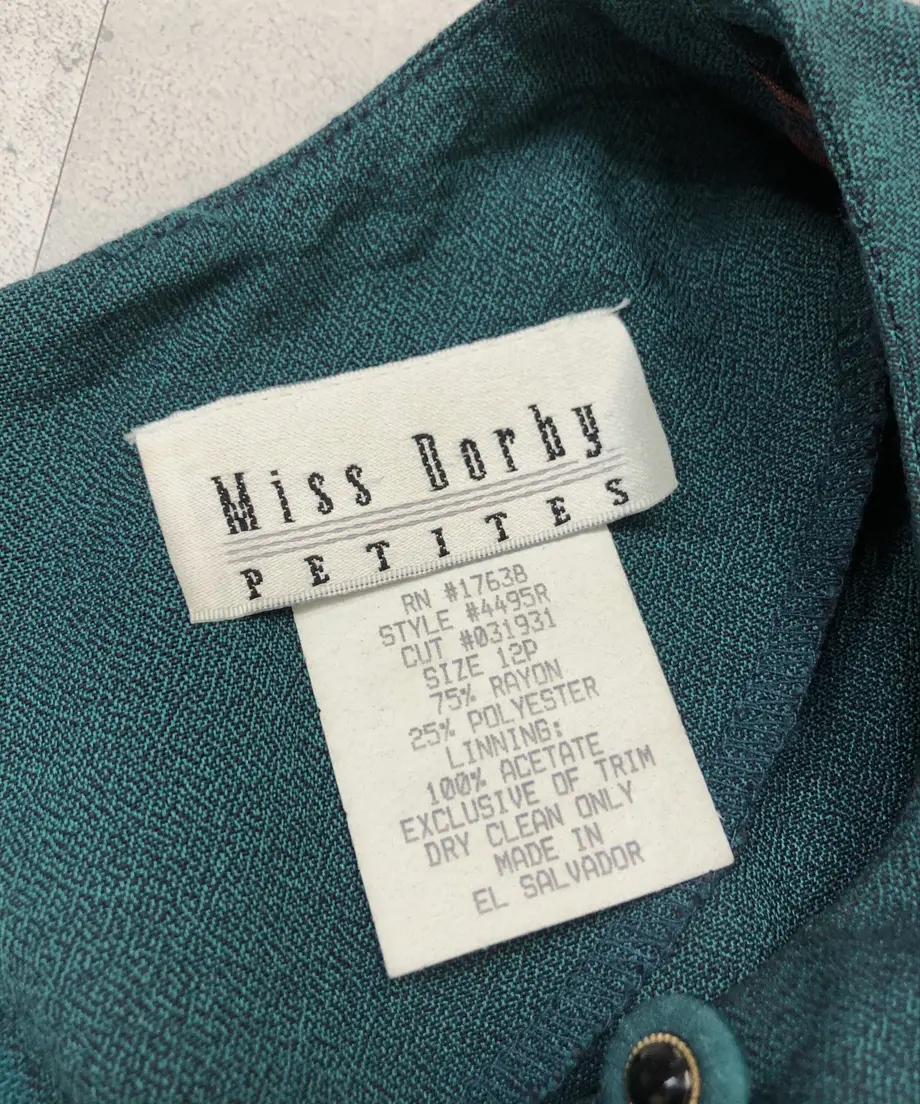 Miss Dorby
PETITES
RN #17638
STYLE #4495R
CUT #031931
SIZE 12P
75% RAYON
25% POLYESTER
LINNING:
100% ACETATE
EXCLUSIVE OF TRIM
DRY CLEAN ONLY
MADE IN
EL SALVADOR